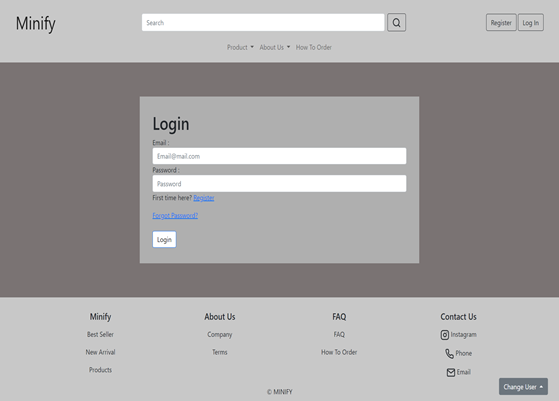 Minify
Search
Register Log In
Product About Us How To Order
Login
Email :
Email@mail.com
Password :
Password
First time here? Register
Forgot Password?
Login
Minify About Us FAQ Contact Us
Best Seller Company FAQ Instagram
New Arrival Terms How To Order Phone
Products Email
Change User
© MINIFY